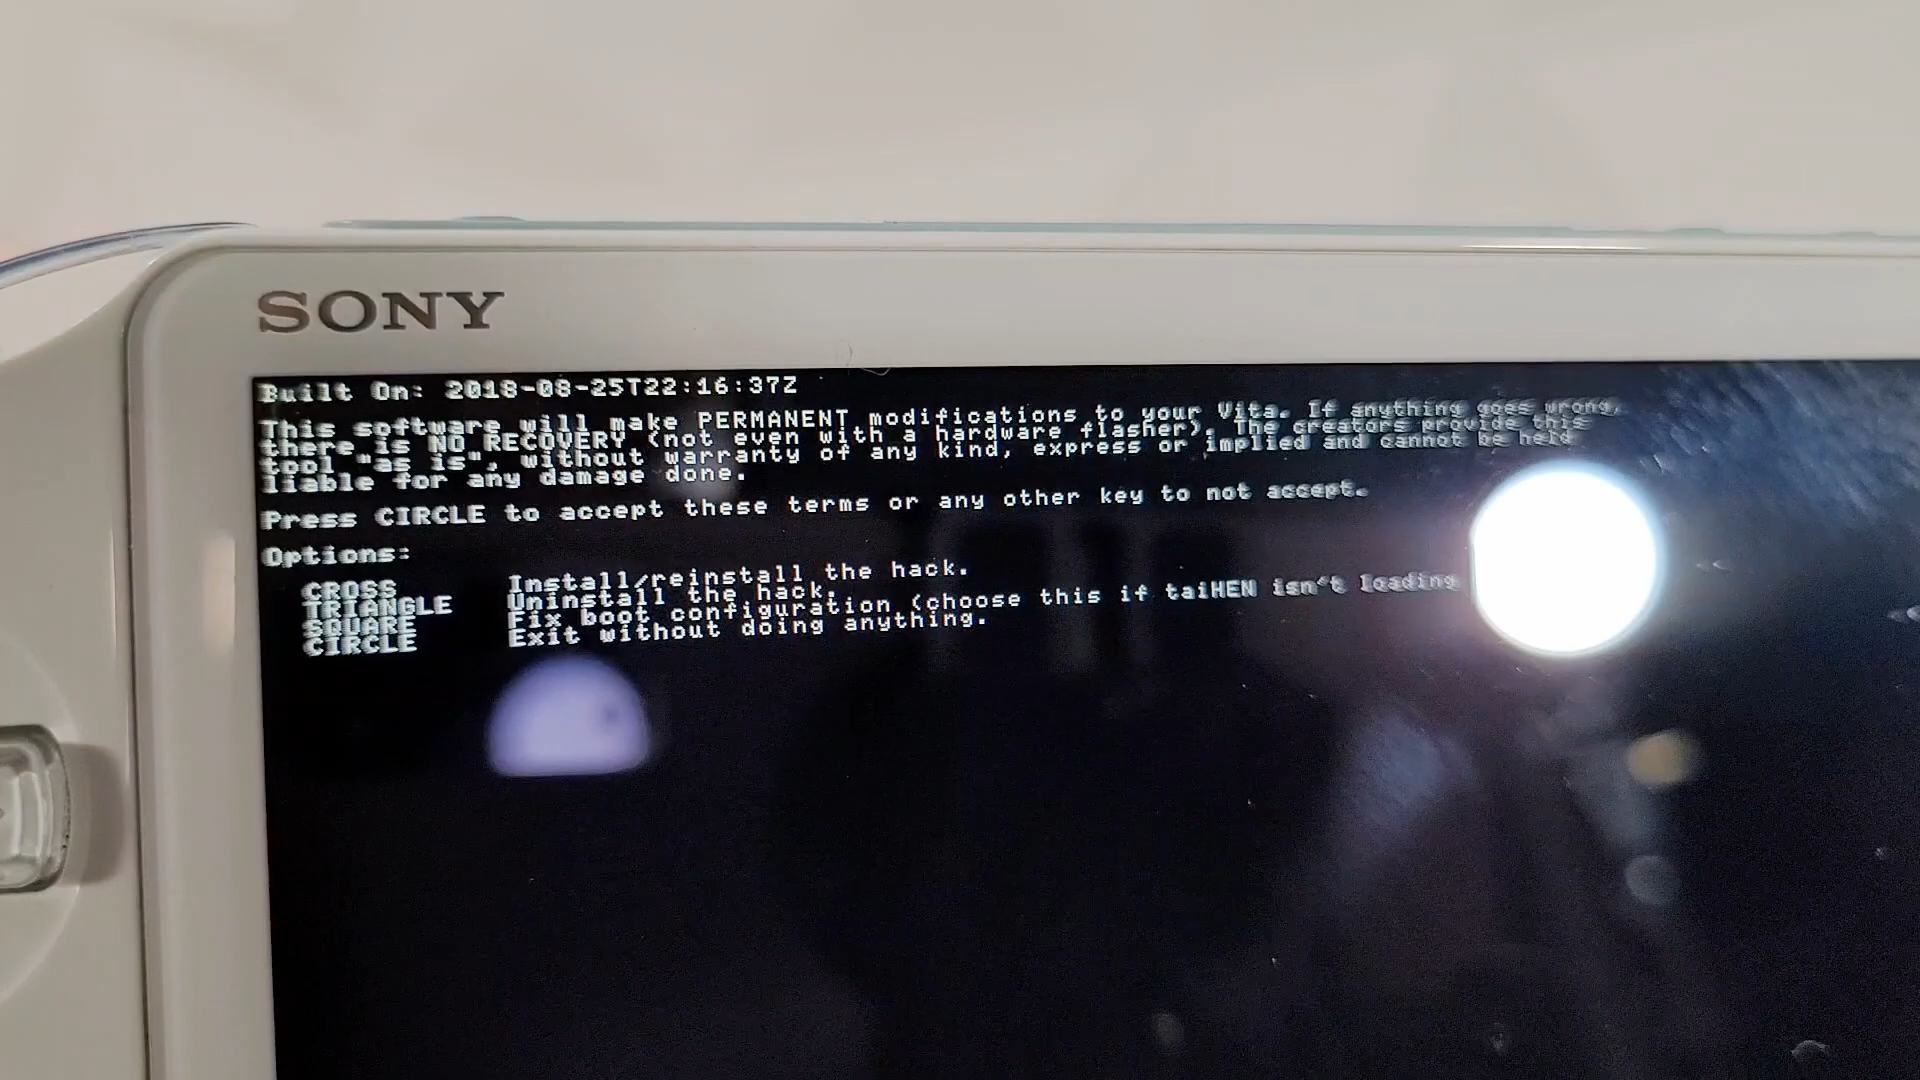 SONY
Built On: 2018-08-25T22:16:37Z
This software will make PERMANENT modifications to your Vita. If anything goes wrong,
there is NO RECOVERY (not even with a hardware flasher). The creators provide this
tool "as is", without warranty of any kind, express or implied and cannot be held
liable for any damage done.
Press CIRCLE to accept these terms or any other key to not accept.
Options:
CROSS Install/reinstall the hack.
TRIANGLE Uninstall the hack.
SQUARE Fix boot configuration (choose this if taiHEN isn't loading
CIRCLE Exit without doing anything.